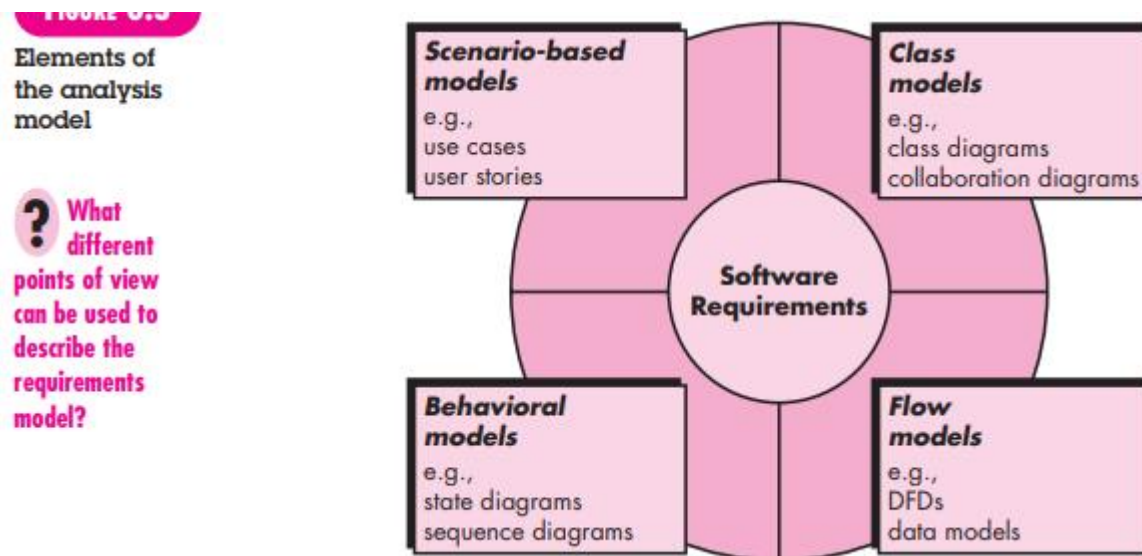 Elements of
the analysis
model
? What
different
points of view
can be used to
describe the
requirements
model?
Scenario-based
models
e.g.,
use cases
user stories
Class
models
e.g.,
class diagrams
collaboration diagrams
Software
Requirements
Behavioral
models
e.g.,
state diagrams
sequence diagrams
Flow
models
e.g.,
DFDs
data models